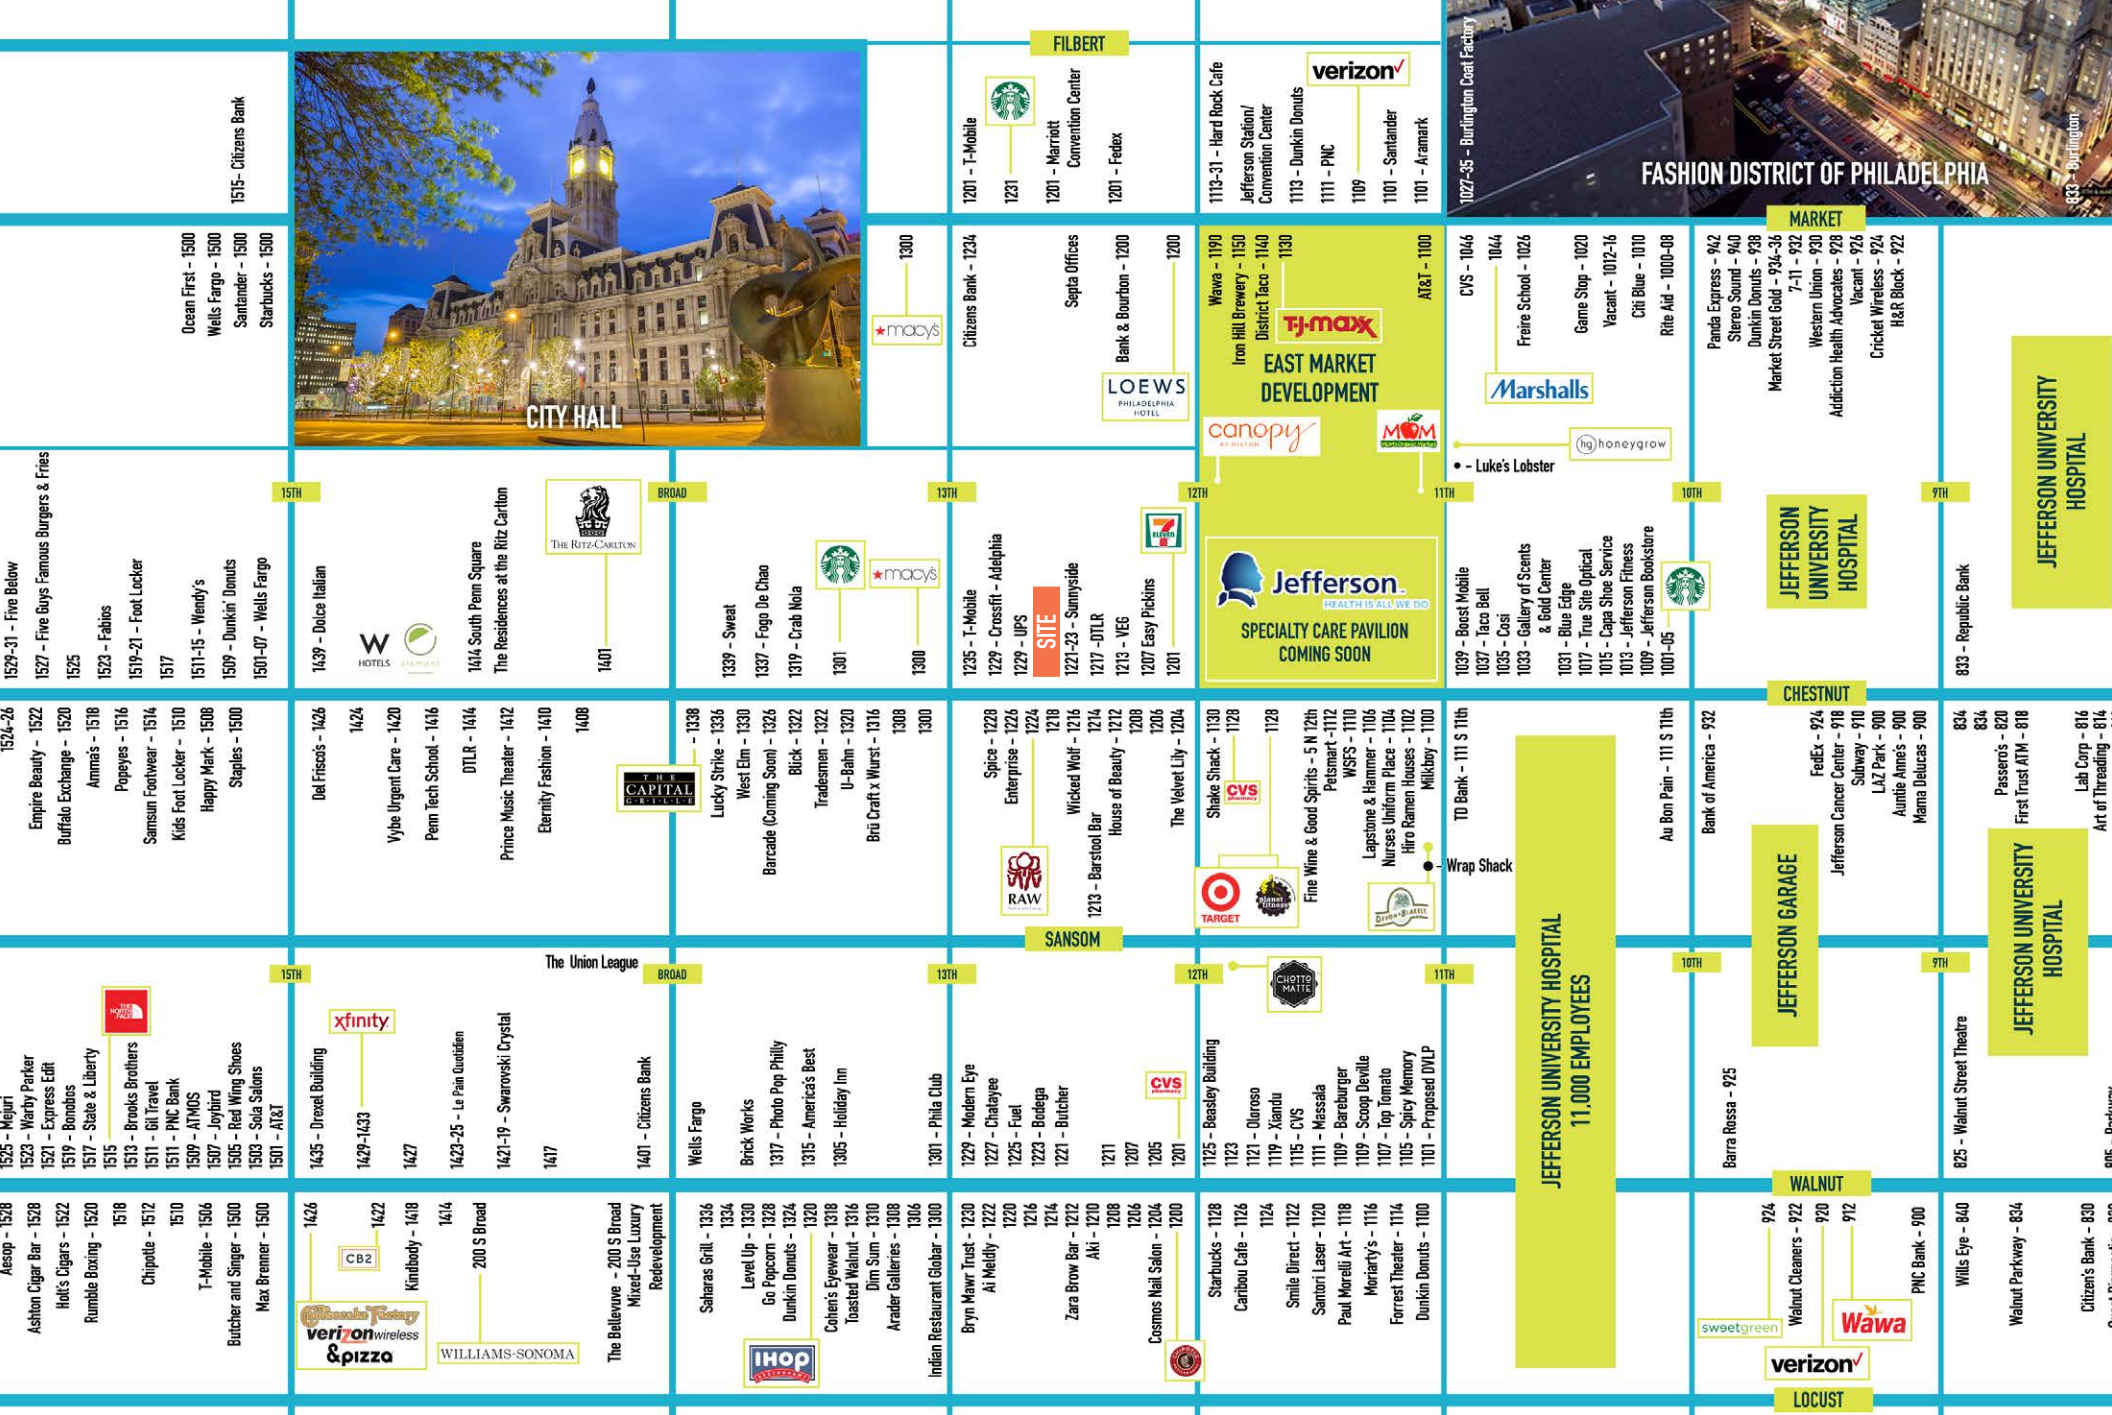 FILBERT
1515– Citizens Bank
1201 – T-Mobile
1231
1201 – Marriott
Convention Center
1201 – Fedex
1113-31 – Hard Rock Cafe
Jefferson Station/
Convention Center
1113 – Dunkin Donuts
1111 – PNC
verizon
1109
1101 – Santander
1101 – Aramark
1027-35 – Burlington Coat Factory
FASHION DISTRICT OF PHILADELPHIA
833 – Burlington
MARKET
Ocean First – 1500
Wells Fargo – 1500
Santander – 1500
Starbucks – 1500
CITY HALL
1300
macy's
Citizens Bank – 1234
Septa Offices
Bank & Bourbon – 1200
1200
LOEWS
PHILADELPHIA
HOTEL
Wawa – 1190
Iron Hill Brewery – 1150
District Taco – 1140
1130
T·J·maxx
AT&T – 1100
EAST MARKET
DEVELOPMENT
canopy
BY HILTON
MOM
MOM's Organic Market
CVS – 1046
1044
Marshalls
Freire School – 1026
Game Stop – 1020
Vacant – 1012-16
Citi Blue – 1010
Rite Aid – 1000-08
hg honeygrow
• – Luke's Lobster
Panda Express – 942
Stereo Sound – 940
Dunkin Donuts – 938
Market Street Gold – 934-36
7-11 – 932
Western Union – 930
Addiction Health Advocates – 928
Vacant – 926
Cricket Wireless – 924
H&R Block – 922
JEFFERSON UNIVERSITY
HOSPITAL
15TH
BROAD
13TH
12TH
11TH
10TH
9TH
1529-31 – Five Below
1527 – Five Guys Famous Burgers & Fries
1525
1523 – Fabios
1519-21 – Foot Locker
1517
1511-15 – Wendy's
1509 – Dunkin' Donuts
1501-07 – Wells Fargo
1439 – Dolce Italian
W
HOTELS
element
1414 South Penn Square
The Residences at the Ritz Carlton
THE RITZ-CARLTON
1401
1339 – Sweat
1337 – Fogo De Chao
1319 – Crab Nola
1301
macy's
1300
1235 – T-Mobile
1229 – Crossfit – Adelphia
1229 – UPS
SITE
1221-23 – Sunnyside
1217 -DTLR
1213 – VEG
1207 Easy Pickins
7 ELEVEN
1201
Jefferson
HEALTH IS ALL WE DO
SPECIALTY CARE PAVILION
COMING SOON
1039 – Boost Mobile
1037 – Taco Bell
1035 – Cosi
1033 – Gallery of Scents
& Gold Center
1031 – Blue Edge
1017 – True Site Optical
1015 – Capa Shoe Service
1013 – Jefferson Fitness
1009 – Jefferson Bookstore
1001-05
JEFFERSON
UNIVERSITY
HOSPITAL
833 – Republic Bank
CHESTNUT
1524-26
Empire Beauty – 1522
Buffalo Exchange – 1520
Amma's – 1518
Popeyes – 1516
Samsun Footwear – 1514
Kids Foot Locker – 1510
Happy Mark – 1508
Staples – 1500
Del Frisco's – 1426
1424
Vybe Urgent Care – 1420
Penn Tech School – 1416
DTLR – 1414
Prince Music Theater – 1412
Eternity Fashion – 1410
1408
THE
CAPITAL
GRILLE
– 1338
Lucky Strike – 1336
West Elm – 1330
Barcade (Coming Soon) – 1326
Blick – 1322
Tradesmen – 1322
U-Bahn – 1320
Brü Craft x Wurst – 1316
1308
1300
Spice – 1228
Enterprise – 1226
1224
RAW
1218
Wicked Wolf – 1216
1214
1213 – Barstool Bar
House of Beauty – 1212
1208
1206
The Velvet Lily – 1204
Shake Shack – 1130
1128
CVS
pharmacy
1128
TARGET
planet
fitness
Fine Wine & Good Spirits – 5 N 12th
Petsmart –1112
WSFS – 1110
Lapstone & Hammer – 1106
Nurses Uniform Place – 1104
Hiro Ramen Houses – 1102
Milkboy – 1100
– Wrap Shack
TD Bank – 111 S 11th
Au Bon Pain – 111 S 11th
Bank of America – 932
FedEx – 924
Jefferson Cancer Center – 918
Subway – 910
LAZ Park – 900
Auntie Anne's – 900
Mama Delucas – 900
834
834
Passero's – 820
First Trust ATM – 818
Lab Corp – 816
Art of Threading – 814
JEFFERSON UNIVERSITY HOSPITAL
11,000 EMPLOYEES
JEFFERSON GARAGE
JEFFERSON UNIVERSITY
HOSPITAL
SANSOM
15TH
The Union League
BROAD
13TH
12TH
11TH
10TH
9TH
1525 – Mejuri
1523 – Warby Parker
1521 – Express Edit
1519 – Bonobos
1517 – State & Liberty
THE
NORTH
FACE
1515
1513 – Brooks Brothers
1511 – Gil Travel
1511 – PNC Bank
1509 – ATMOS
1507 – Joybird
1505 – Red Wing Shoes
1503 – Sola Salons
1501 – AT&T
1435 – Drexel Building
xfinity
1429-1433
1427
1423-25 – Le Pain Quotidien
1421-19 – Swarovski Crystal
1417
1401 – Citizens Bank
Wells Fargo
Brick Works
1317 – Photo Pop Philly
1315 – America's Best
1305 – Holiday Inn
1301 – Phila Club
1229 – Modern Eye
1227 – Chatayee
1225 – Fuel
1223 – Bodega
1221 – Butcher
1211
1207
1205
CVS
pharmacy
1201
CHOTTO
MATTE
1125 – Beasley Building
1123
1121 – Oloroso
1119 – Xiandu
1115 – CVS
1111 – Massala
1109 – Bareburger
1109 – Scoop Deville
1107 – Top Tomato
1105 – Spicy Memory
1101 – Proposed DVLP
Barra Rossa – 925
825 – Walnut Street Theatre
WALNUT
Aesop – 1528
Ashton Cigar Bar – 1528
Holt's Cigars – 1522
Rumble Boxing – 1520
1518
Chipotle – 1512
1510
T-Mobile – 1506
Butcher and Singer – 1500
Max Brenner – 1500
1426
CB2
1422
Kindbody – 1418
1414
Cheesecake Factory
verizon wireless
&pizza
200 S Broad
WILLIAMS-SONOMA
The Bellevuve – 200 S Broad
Mixed-Use Luxury
Redevelopment
Saharas Grill – 1336
1334
Level Up – 1330
Go Popcorn – 1328
Dunkin Donuts – 1324
1320
IHOP
RESTAURANT
Cohen's Eyewear – 1318
Toasted Walnut – 1316
Dim Sum – 1310
Arader Galleries – 1308
1306
Indian Restaurant Globar – 1300
Bryn Mawr Trust – 1230
Ai Melldy – 1222
1220
1216
1214
Zara Brow Bar – 1212
Aki – 1210
1208
1206
Cosmos Nail Salon – 1204
1200
CHIPOTLE
Starbucks – 1128
Caribou Cafe – 1126
1124
Smile Direct – 1122
Santori Laser – 1120
Paul Morelli Art – 1118
Moriarty's – 1116
Forrest Theater – 1114
Dunkin Donuts – 1100
924
sweetgreen
Walnut Cleaners – 922
920
verizon
912
Wawa
PNC Bank – 900
Wills Eye – 840
Walnut Parkway – 834
Citizen's Bank – 830
LOCUST